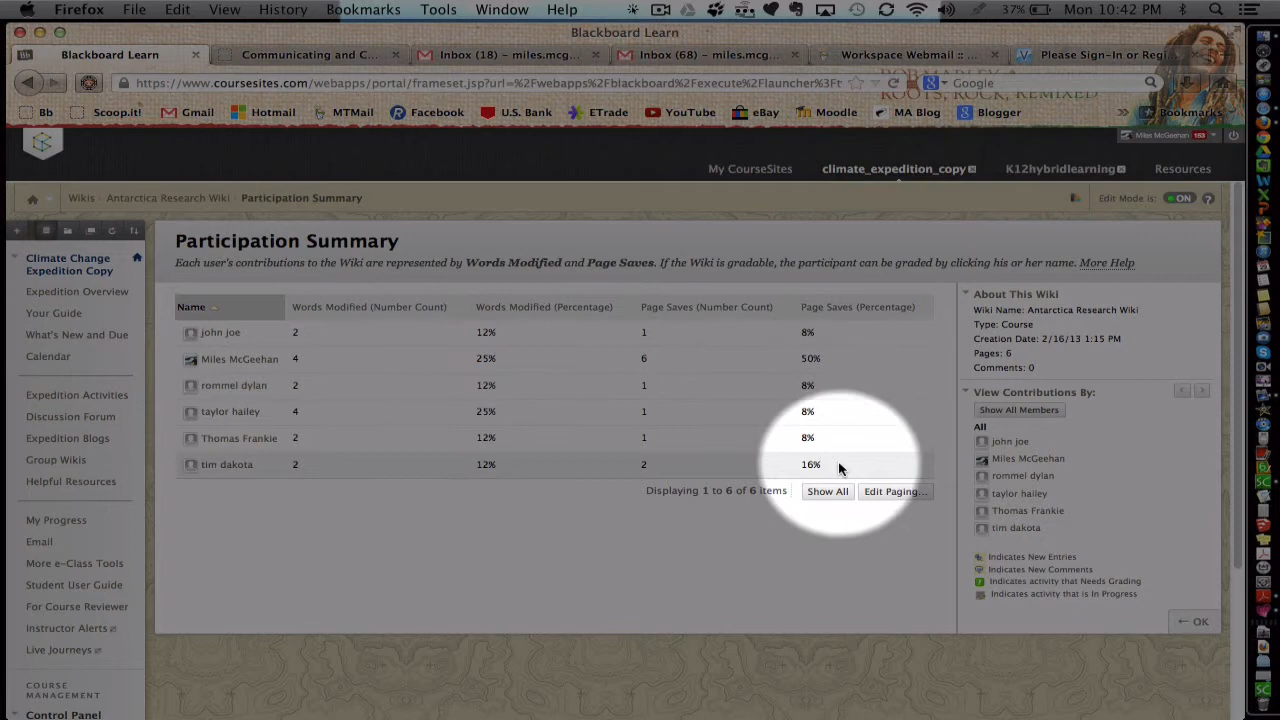 Firefox File Edit View History Bookmarks Tools Window Help 37% Mon 10:42 PM
Blackboard Learn
Blackboard Learn Communicating and C... Inbox (18) – miles.mcg... Inbox (68) – miles.mcg... Workspace Webmail :: Please Sign-In or Regi
https://www.coursesites.com/webapps/portal/frameset.jsp?url=%2Fwebapps%2Fblackboard%2Fexecute%2Flauncher%3Ft Google
ROOTS, ROCK, REMIXED
Bb Scoop.it! Gmail Hotmail MTMail Facebook U.S. Bank ETrade YouTube eBay Moodle MA Blog Blogger Bookmarks
Miles McGeehan 163
My CourseSites climate_expedition_copy K12hybridlearning Resources
Wikis Antarctica Research Wiki Participation Summary Edit Mode is: ON ?
Climate Change
Expedition Copy
Expedition Overview
Your Guide
What's New and Due
Calendar
Expedition Activities
Discussion Forum
Expedition Blogs
Group Wikis
Helpful Resources
My Progress
Email
More e-Class Tools
Student User Guide
For Course Reviewer
Instructor Alerts
Live Journeys
COURSE
MANAGEMENT
Control Panel
Participation Summary
Each user's contributions to the Wiki are represented by Words Modified and Page Saves. If the Wiki is gradable, the participant can be graded by clicking his or her name. More Help
Name Words Modified (Number Count) Words Modified (Percentage) Page Saves (Number Count) Page Saves (Percentage)
john joe 2 12% 1 8%
Miles McGeehan 4 25% 6 50%
rommel dylan 2 12% 1 8%
taylor hailey 4 25% 1 8%
Thomas Frankie 2 12% 1 8%
tim dakota 2 12% 2 16%
Displaying 1 to 6 of 6 items Show All Edit Paging...
About This Wiki
Wiki Name: Antarctica Research Wiki
Type: Course
Creation Date: 2/16/13 1:15 PM
Pages: 6
Comments: 0
View Contributions By:
Show All Members
All
john joe
Miles McGeehan
rommel dylan
taylor hailey
Thomas Frankie
tim dakota
Indicates New Entries
Indicates New Comments
Indicates activity that Needs Grading
Indicates activity that is In Progress
← OK